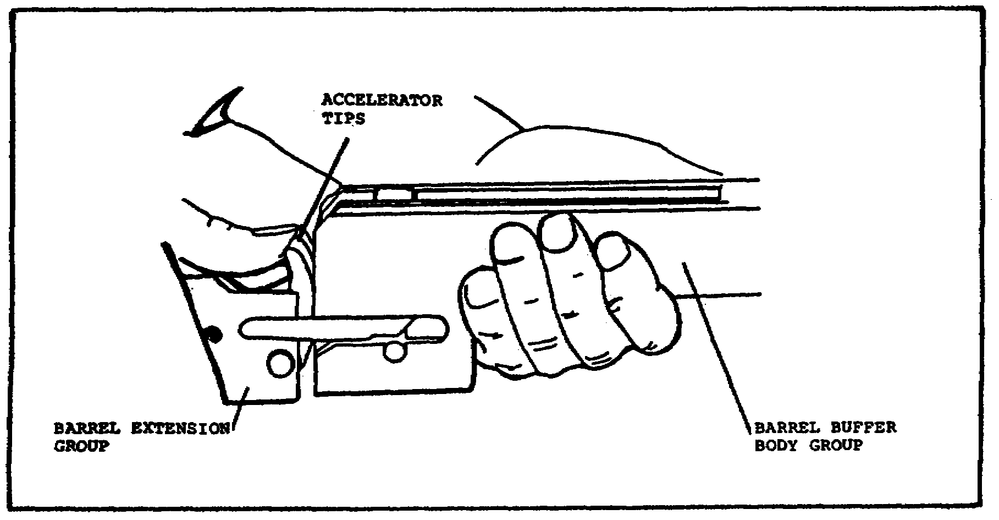 ACCELERATOR
TIPS
BARREL EXTENSION
GROUP
BARREL BUFFER
BODY GROUP